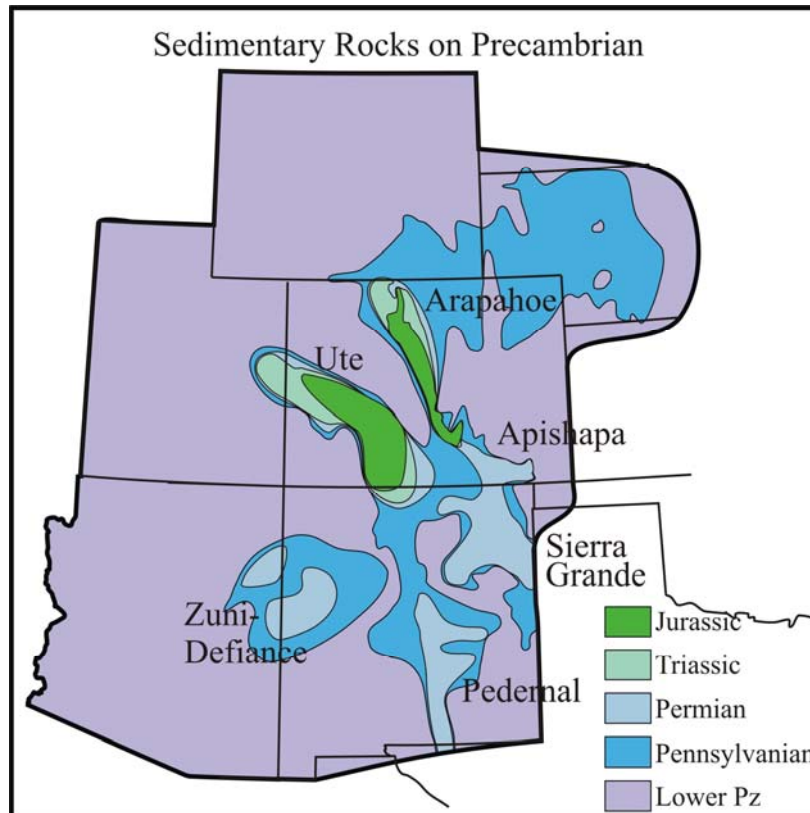 Sedimentary Rocks on Precambrian
Arapahoe
Ute
Apishapa
Sierra
Grande
Zuni-
Defiance
Pedernal
Jurassic
Triassic
Permian
Pennsylvanian
Lower Pz